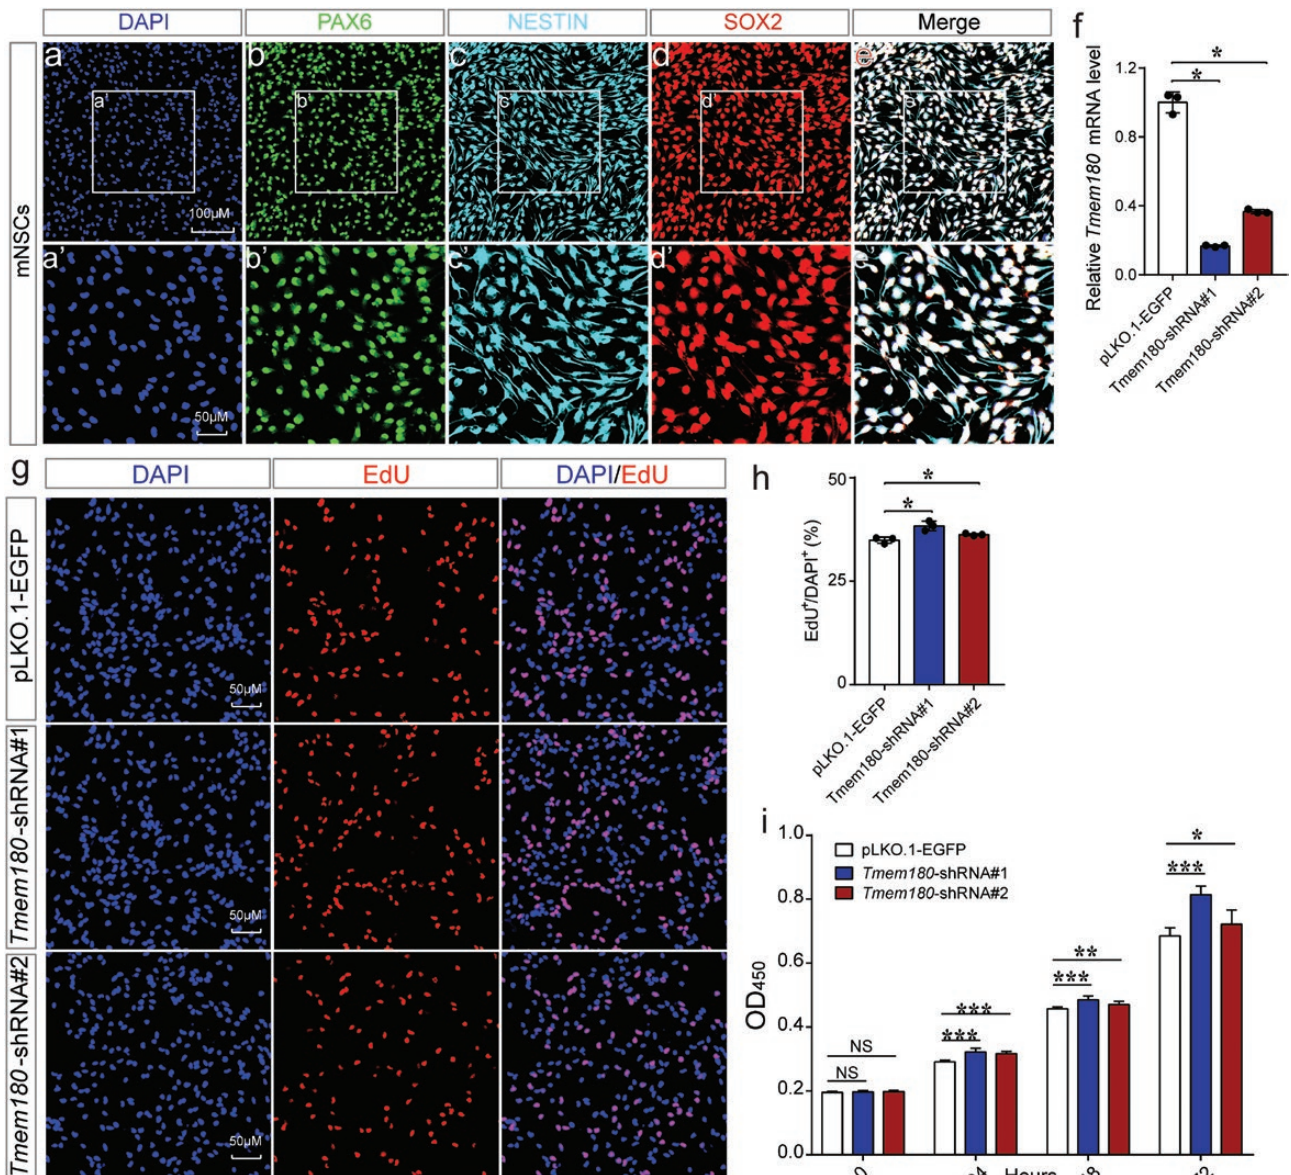 DAPI PAX6 NESTIN SOX2 Merge
mNSCs
a b c d
a' b' c' d'
100µM
a' b' c' d'
50µM
f
Relative Tmem180 mRNA level
1.2
0.8
0.4
0.0
* *
pLKO.1-EGFP
Tmem180-shRNA#1
Tmem180-shRNA#2
g
DAPI EdU DAPI/EdU
pLKO.1-EGFP
50µM
Tmem180-shRNA#1
50µM
Tmem180-shRNA#2
50µM
h
EdU⁺/DAPI⁺ (%)
50
25
0
*
*
pLKO.1-EGFP
Tmem180-shRNA#1
Tmem180-shRNA#2
i
OD450
1.0
0.8
0.6
0.4
0.2
0.0
pLKO.1-EGFP
Tmem180-shRNA#1
Tmem180-shRNA#2
NS
NS
***
***
**
***
*
***
Hours